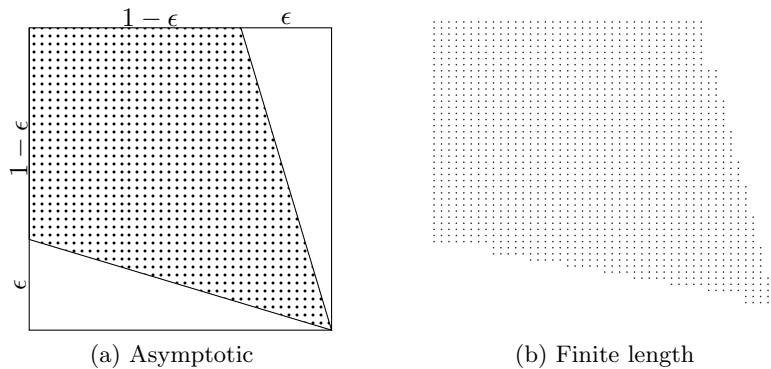 1 − ϵ ϵ
1 − ϵ
ϵ
(a) Asymptotic
(b) Finite length